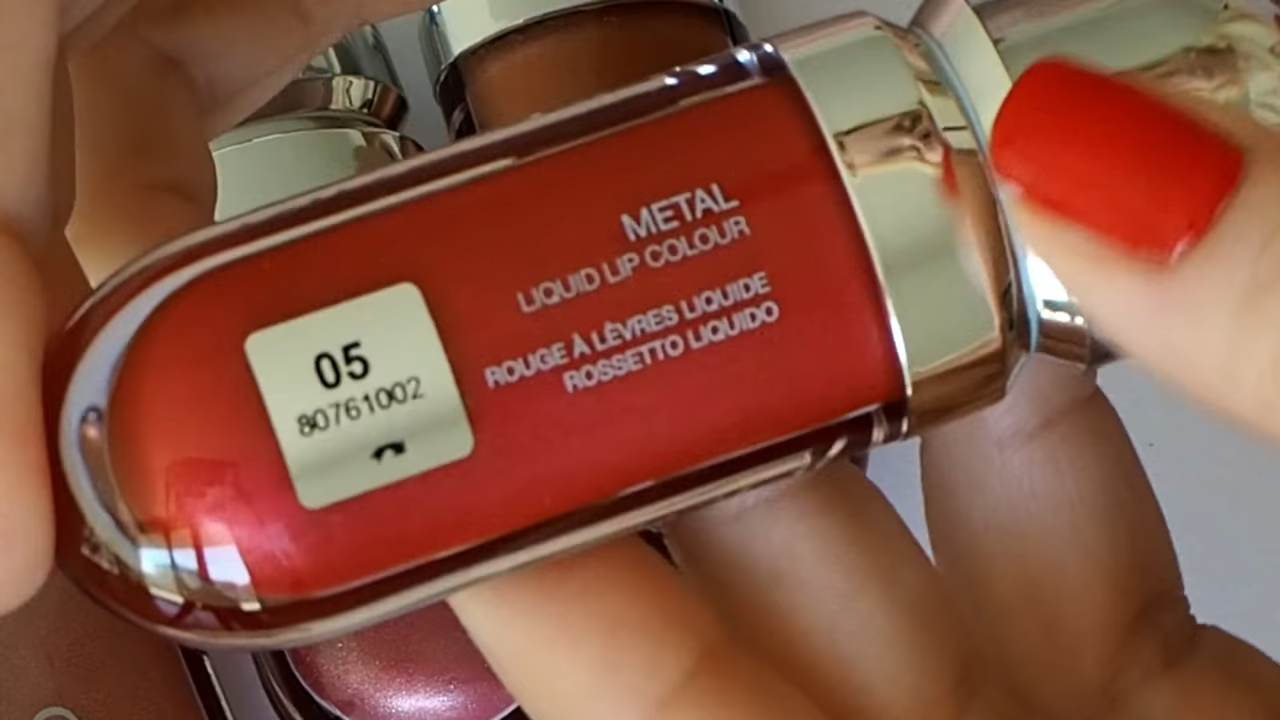 METAL
LIQUID LIP COLOUR
ROUGE À LÈVRES LIQUIDE
ROSSETTO LIQUIDO
05
80761002